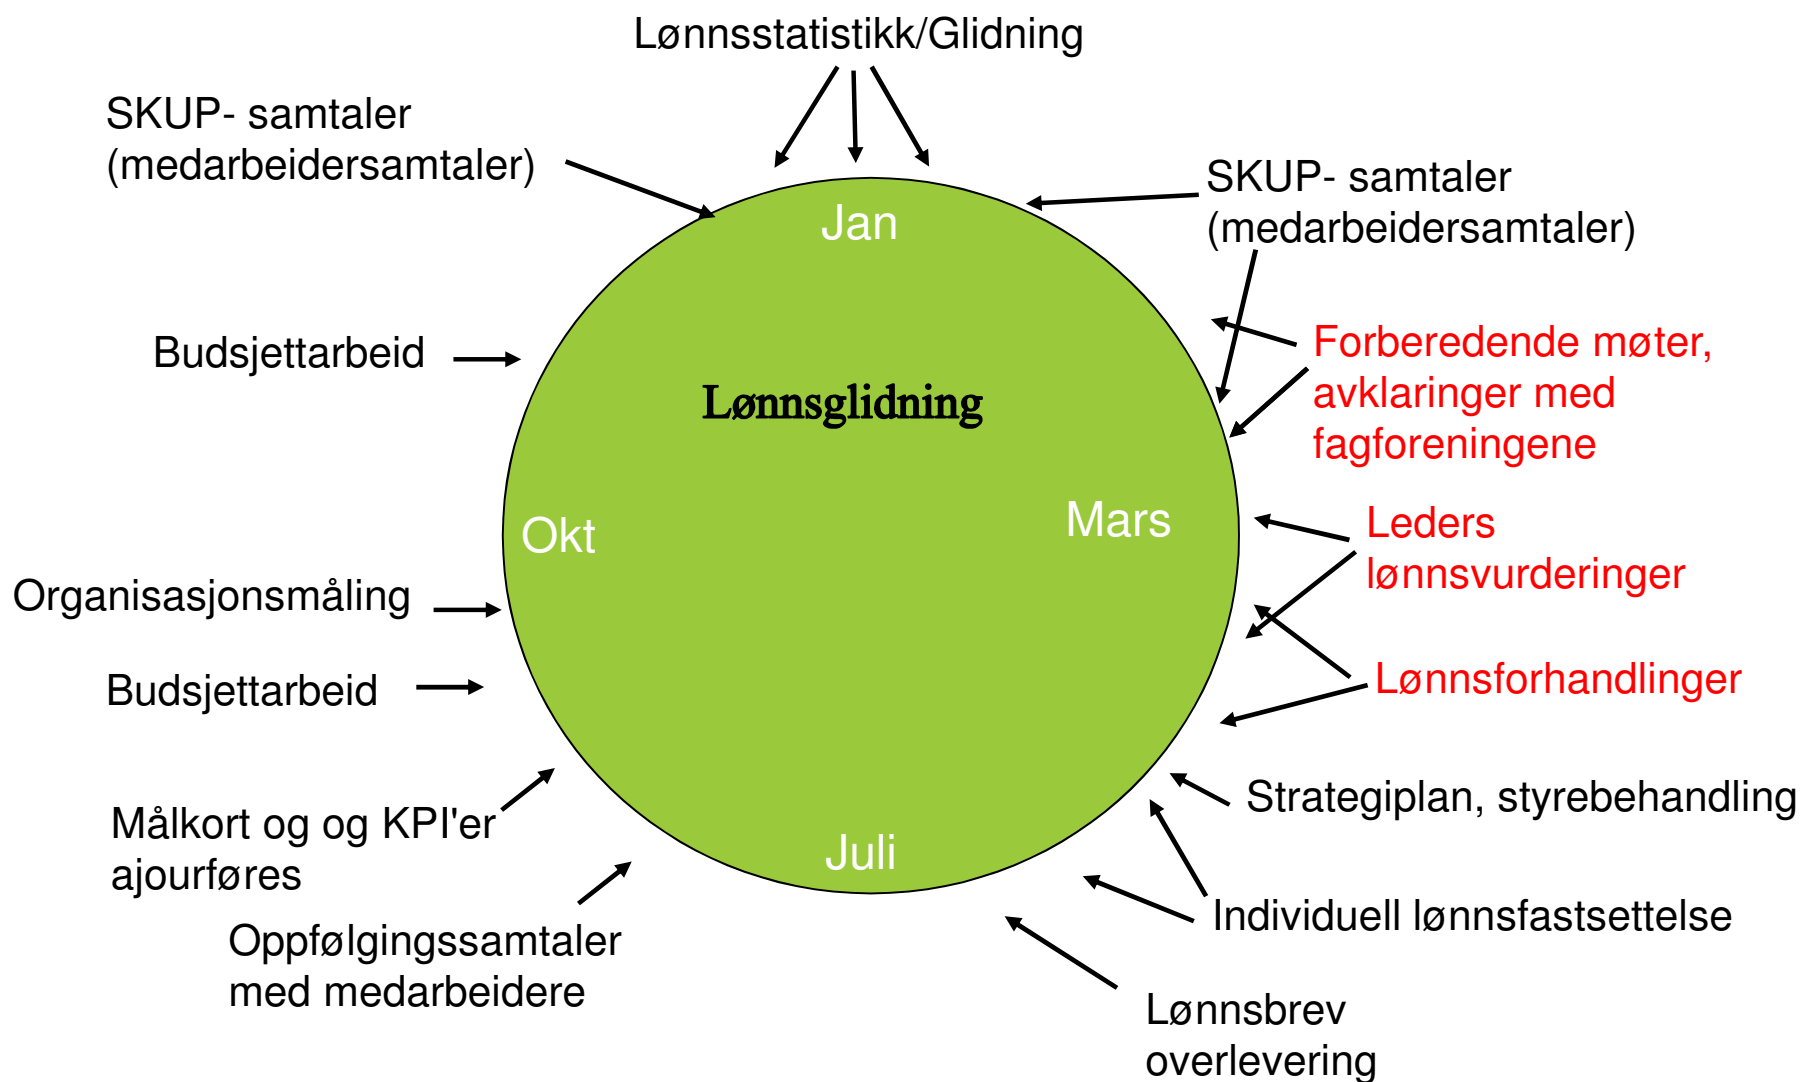 Lønnsstatistikk/Glidning
SKUP- samtaler
(medarbeidersamtaler)
SKUP- samtaler
(medarbeidersamtaler)
Jan
Budsjettarbeid
Forberedende møter,
avklaringer med
fagforeningene
Lønnsglidning
Okt
Mars
Leders
lønnsvurderinger
Organisasjonsmåling
Budsjettarbeid
Lønnsforhandlinger
Målkort og og KPI'er
ajourføres
Juli
Strategiplan, styrebehandling
Oppfølgingssamtaler
med medarbeidere
Individuell lønnsfastsettelse
Lønnsbrev
overlevering